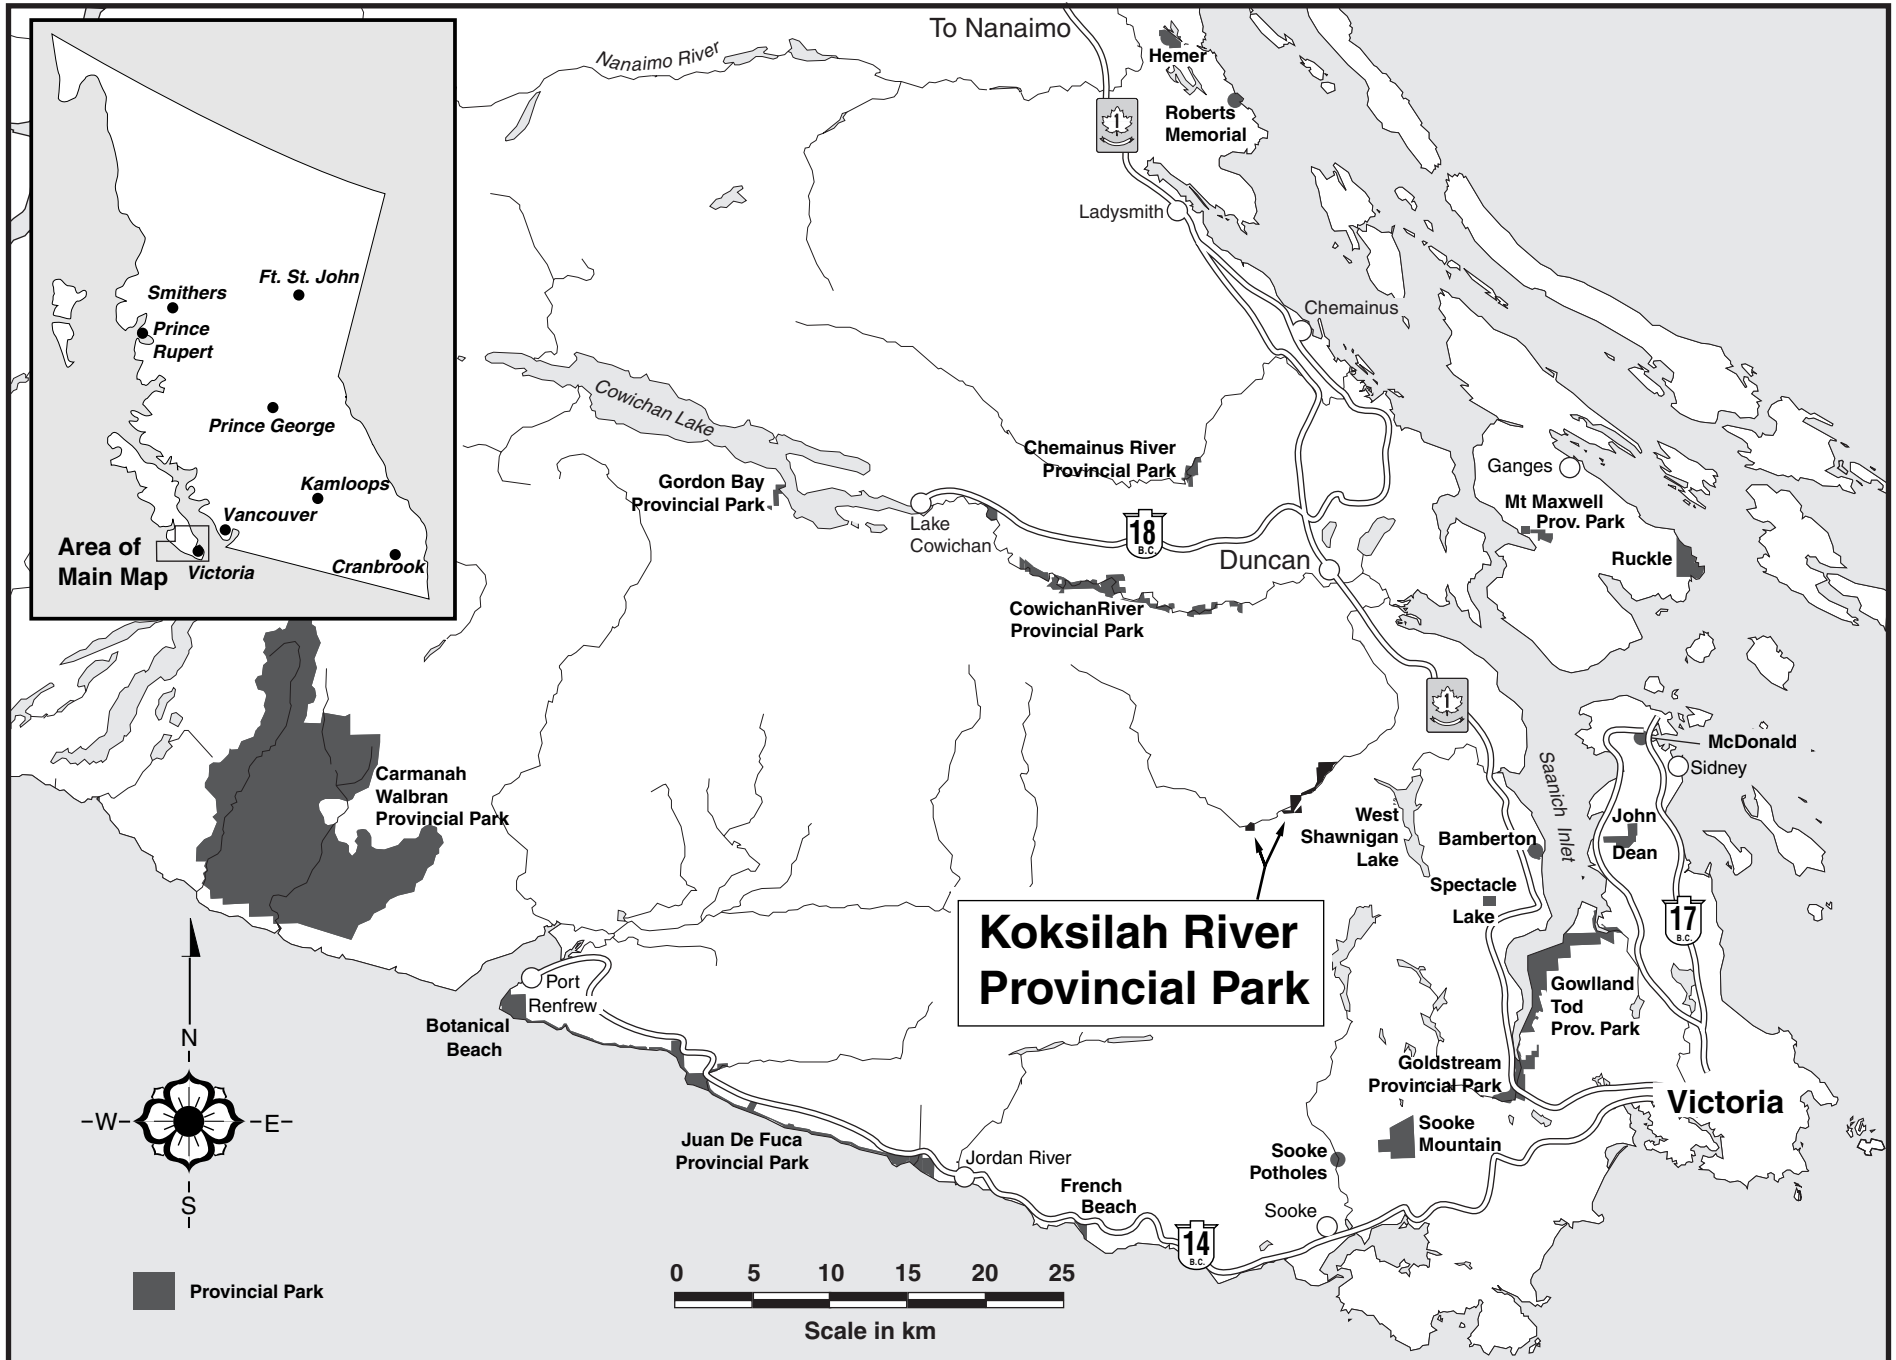 To Nanaimo
Nanaimo River
Hemer
1
Roberts
Memorial
Ladysmith
Chemainus
Ft. St. John
Smithers
Prince
Rupert
Prince George
Kamloops
Vancouver
Area of
Main Map
Victoria
Cranbrook
Cowichan Lake
Chemainus River
Provincial Park
Gordon Bay
Provincial Park
Lake
Cowichan
18
B.C.
Duncan
Ganges
Mt Maxwell
Prov. Park
Ruckle
CowichanRiver
Provincial Park
1
Saanich Inlet
McDonald
Sidney
Carmanah
Walbran
Provincial Park
West
Shawnigan
Lake
Bamberton
John
Dean
Spectacle
Lake
17
B.C.
Koksilah River
Provincial Park
Port
Renfrew
Botanical
Beach
Gowlland
Tod
Prov. Park
Goldstream
Provincial Park
Victoria
Sooke
Mountain
Sooke
Potholes
Sooke
Juan De Fuca
Provincial Park
Jordan River
French
Beach
14
B.C.
N
W
E
S
Provincial Park
0 5 10 15 20 25
Scale in km